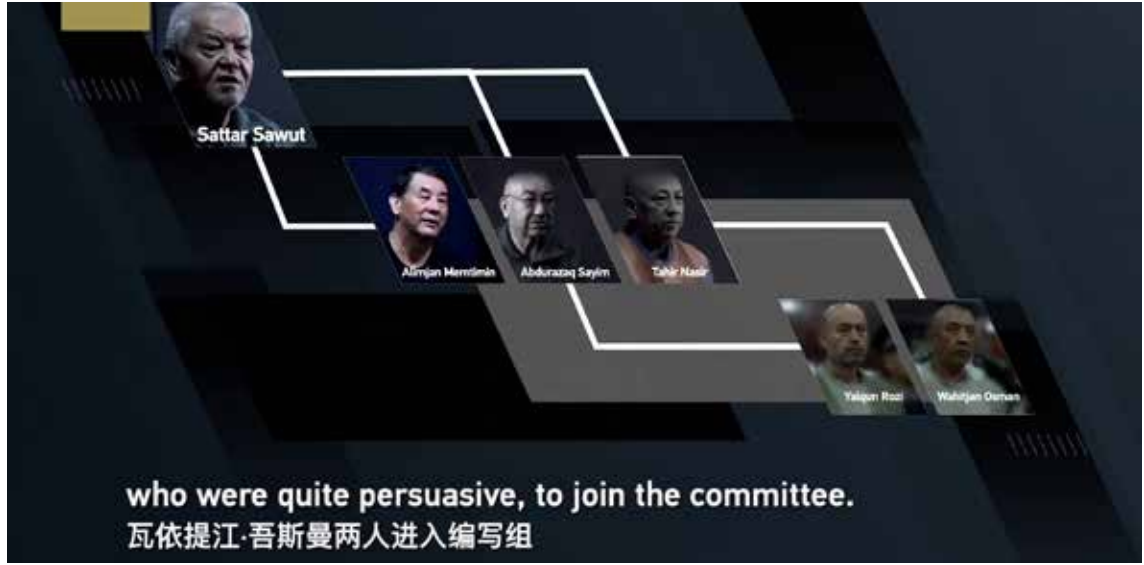 Sattar Sawut
Alimjan Memtimin
Abdurazaq Sayim
Tahir Nasir
Yalqun Rozi
Wahitjan Osman
who were quite persuasive, to join the committee.
瓦依提江·吾斯曼两人进入编写组